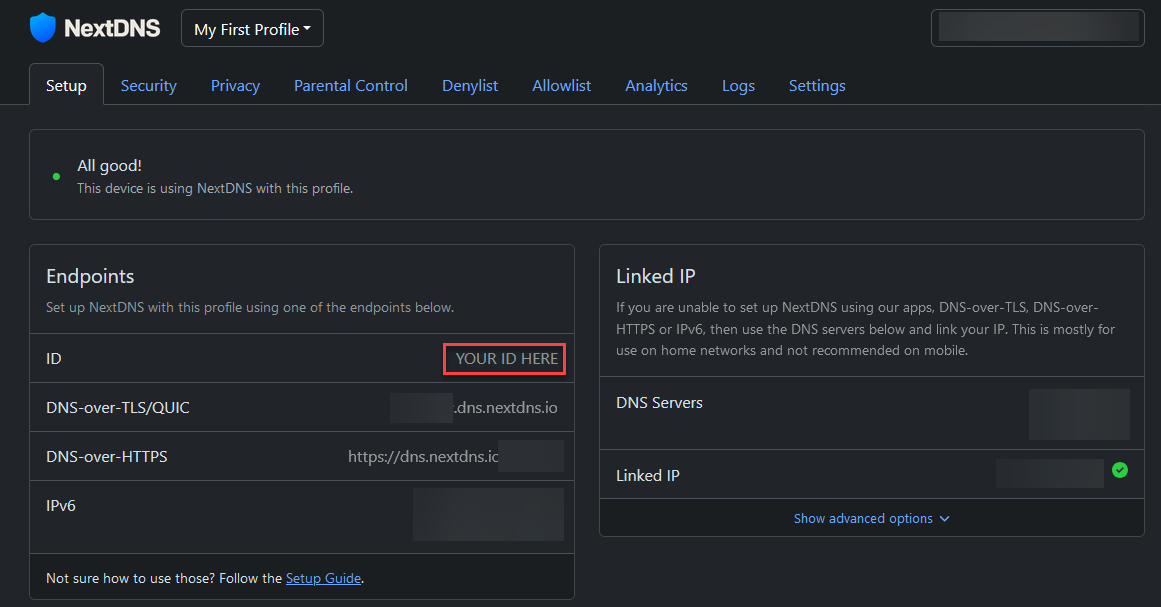 NextDNS My First Profile
Setup Security Privacy Parental Control Denylist Allowlist Analytics Logs Settings
All good!
This device is using NextDNS with this profile.
Endpoints
Set up NextDNS with this profile using one of the endpoints below.
ID YOUR ID HERE
DNS-over-TLS/QUIC .dns.nextdns.io
DNS-over-HTTPS https://dns.nextdns.io
IPv6
Not sure how to use those? Follow the Setup Guide.
Linked IP
If you are unable to set up NextDNS using our apps, DNS-over-TLS, DNS-over-
HTTPS or IPv6, then use the DNS servers below and link your IP. This is mostly for
use on home networks and not recommended on mobile.
DNS Servers
Linked IP
Show advanced options